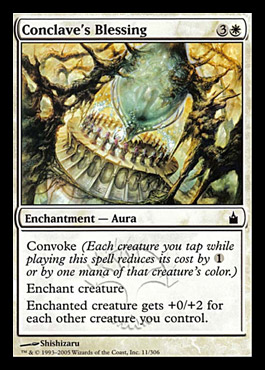 Conclave's Blessing 3
Enchantment — Aura
Convoke (Each creature you tap while
playing this spell reduces its cost by 1
or by one mana of that creature's color.)
Enchant creature
Enchanted creature gets +0/+2 for
each other creature you control.
Shishizaru
™ & © 1993–2005 Wizards of the Coast, Inc. 11/306